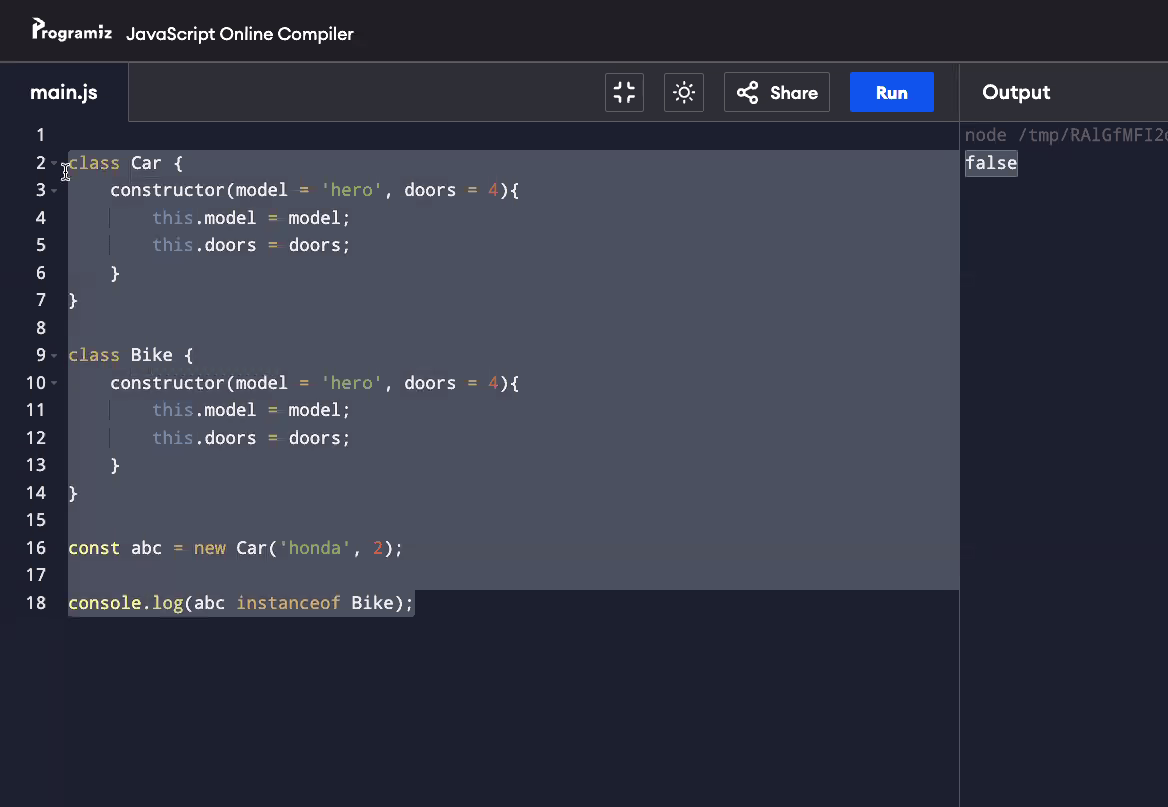 Programiz JavaScript Online Compiler
main.js Share Run Output
1
2 class Car {
3 constructor(model = 'hero', doors = 4){
4 this.model = model;
5 this.doors = doors;
6 }
7 }
8
9 class Bike {
10 constructor(model = 'hero', doors = 4){
11 this.model = model;
12 this.doors = doors;
13 }
14 }
15
16 const abc = new Car('honda', 2);
17
18 console.log(abc instanceof Bike);
node
false